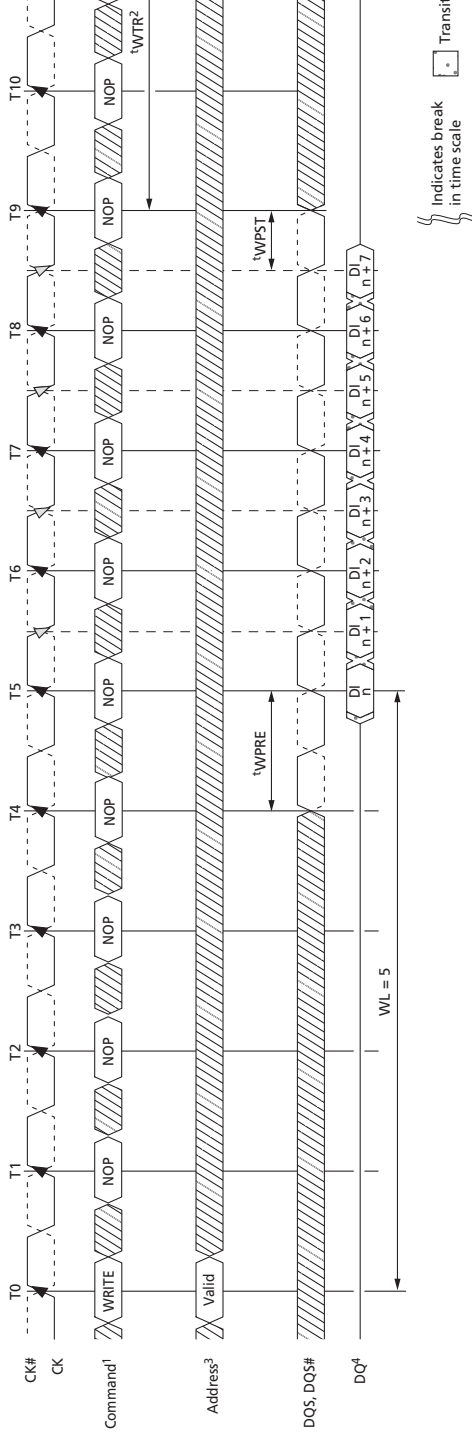 T0 T1 T2 T3 T4 T5 T6 T7 T8 T9 T10
CK#
CK
Command1 WRITE NOP NOP NOP NOP NOP NOP NOP NOP NOP NOP
tWTR2
Address3 Valid
tWPRE tWPST
DQS, DQS#
DQ4 DI n DI n + 1 DI n + 2 DI n + 3 DI n + 4 DI n + 5 DI n + 6 DI n + 7
WL = 5
Indicates break
in time scale
Transit